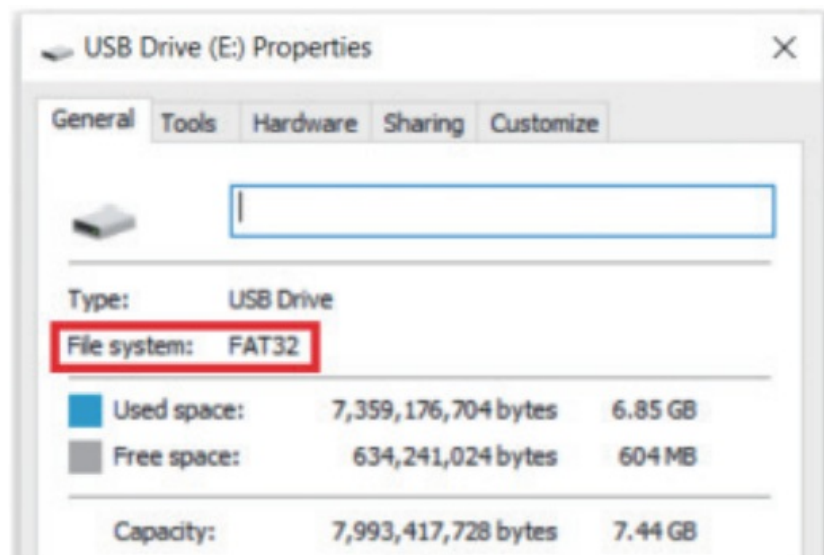 USB Drive (E:) Properties
General Tools Hardware Sharing Customize
Type: USB Drive
File system: FAT32
Used space: 7,359,176,704 bytes 6.85 GB
Free space: 634,241,024 bytes 604 MB
Capacity: 7,993,417,728 bytes 7.44 GB